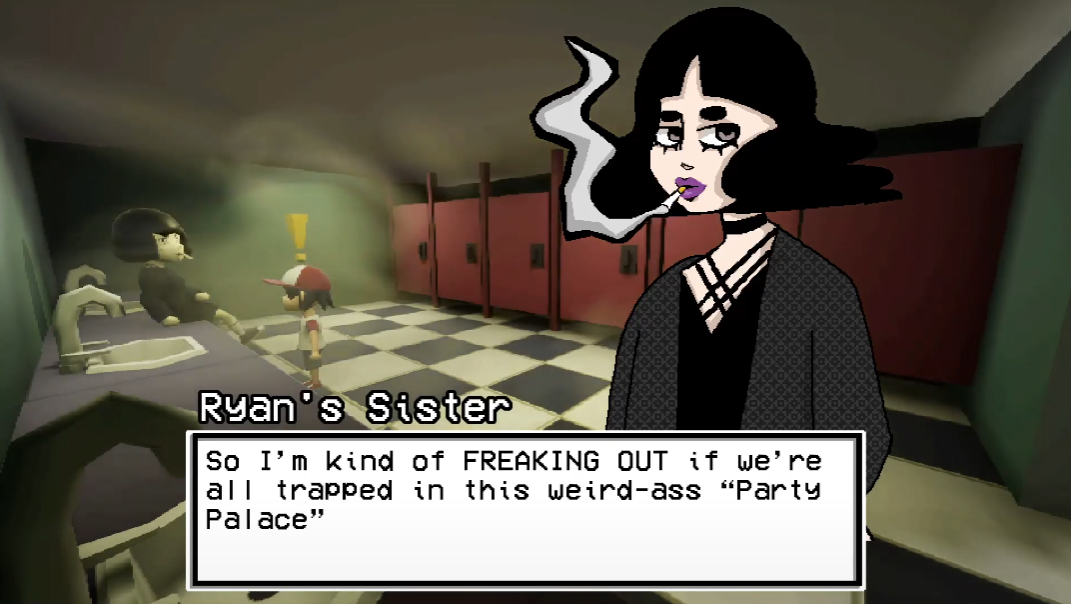 Ryan's Sister
So I'm kind of FREAKING OUT if we're
all trapped in this weird-ass “Party
Palace”